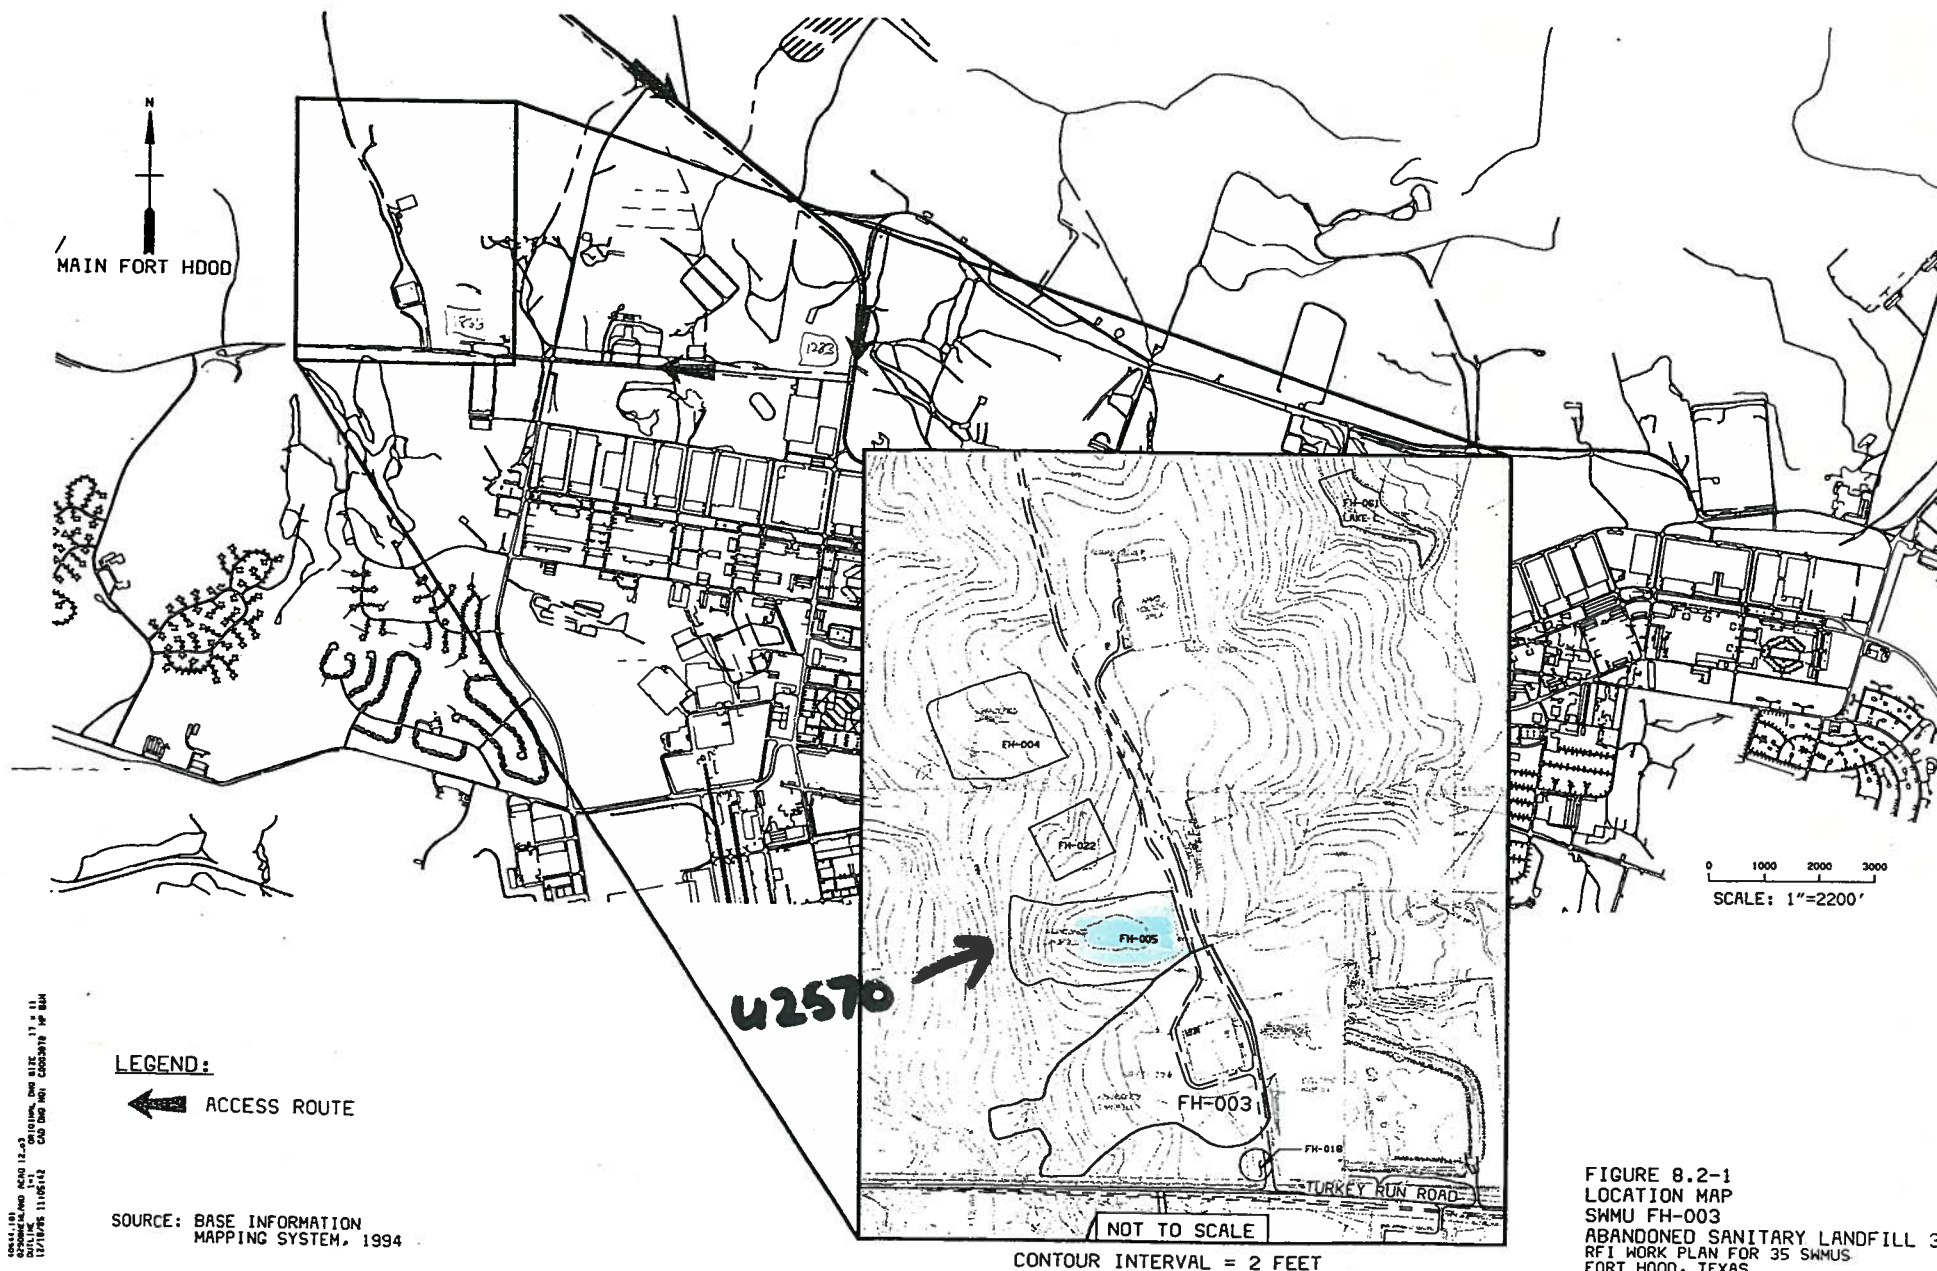 N
MAIN FORT HOOD
1283
FH-061
LAKE C
FH-004
FH-022
FH-005
U2570
FH-003
FH-018
TURKEY RUN ROAD
NOT TO SCALE
CONTOUR INTERVAL = 2 FEET
0 1000 2000 3000
SCALE: 1"=2200'
LEGEND:
ACCESS ROUTE
SOURCE: BASE INFORMATION
MAPPING SYSTEM, 1994
FIGURE 8.2-1
LOCATION MAP
SWMU FH-003
ABANDONED SANITARY LANDFILL 3
RFI WORK PLAN FOR 35 SWMUS
FORT HOOD, TEXAS